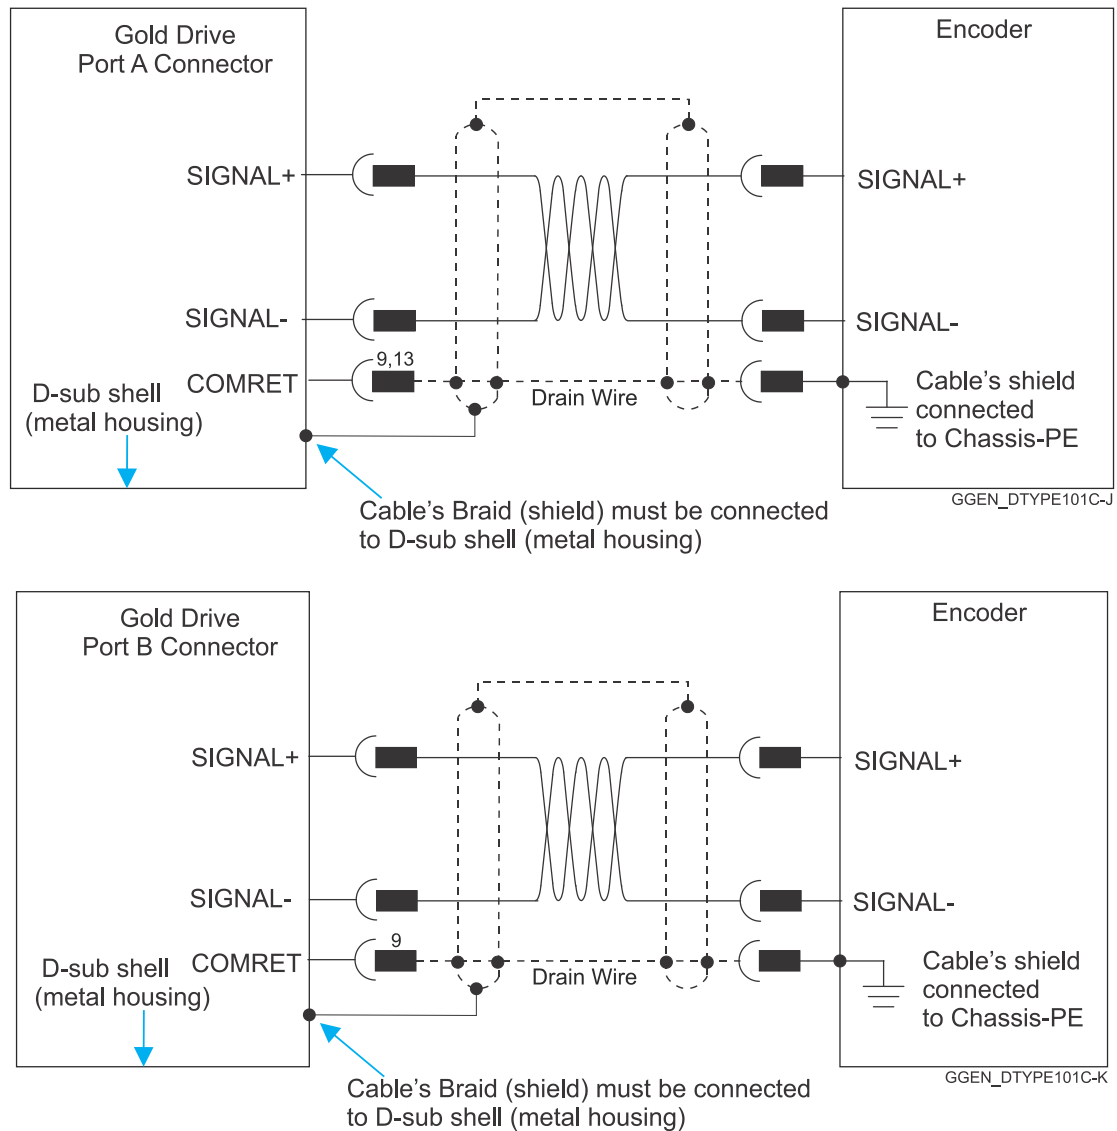 Gold Drive
Port A Connector
Encoder
SIGNAL+
SIGNAL+
SIGNAL-
SIGNAL-
9,13
COMRET
Drain Wire
D-sub shell
(metal housing)
Cable's shield
connected
to Chassis-PE
GGEN_DTYPE101C-J
Cable's Braid (shield) must be connected
to D-sub shell (metal housing)
Gold Drive
Port B Connector
Encoder
SIGNAL+
SIGNAL+
SIGNAL-
SIGNAL-
9
COMRET
Drain Wire
D-sub shell
(metal housing)
Cable's shield
connected
to Chassis-PE
GGEN_DTYPE101C-K
Cable's Braid (shield) must be connected
to D-sub shell (metal housing)